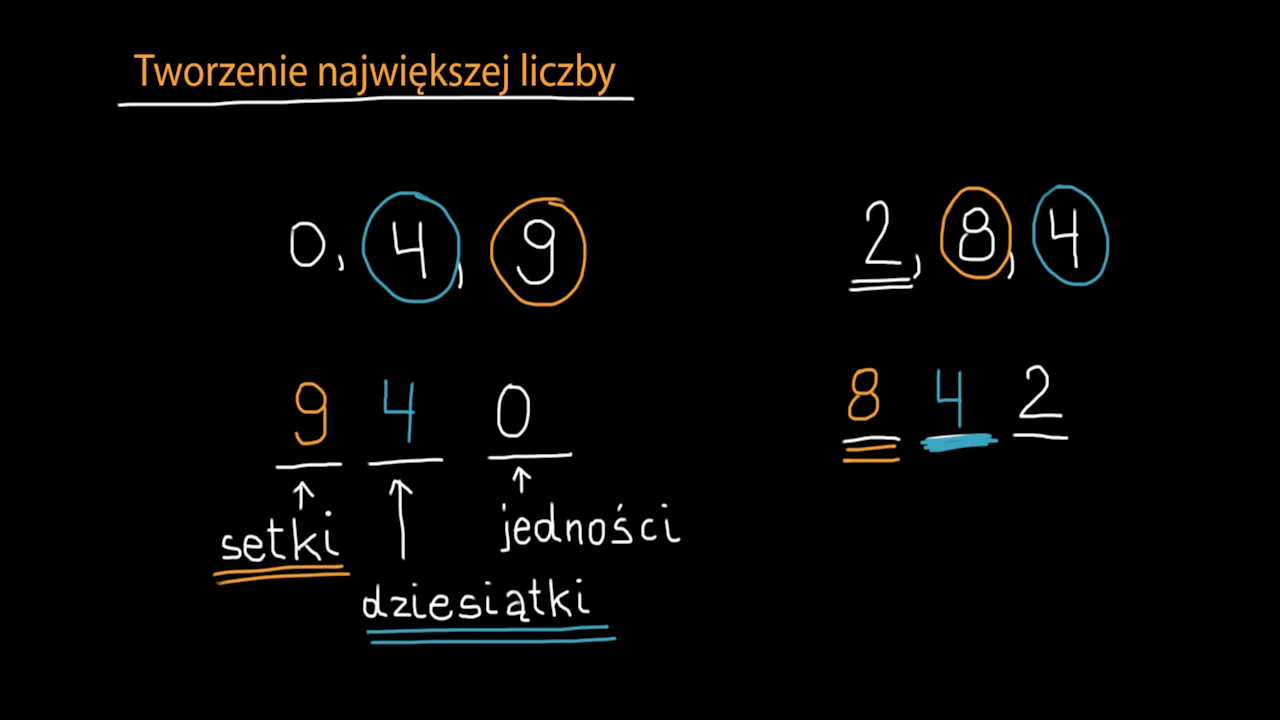 Tworzenie największej liczby
0, 4, 9
9 4 0
setki
dziesiątki
jedności
2, 8, 4
8 4 2